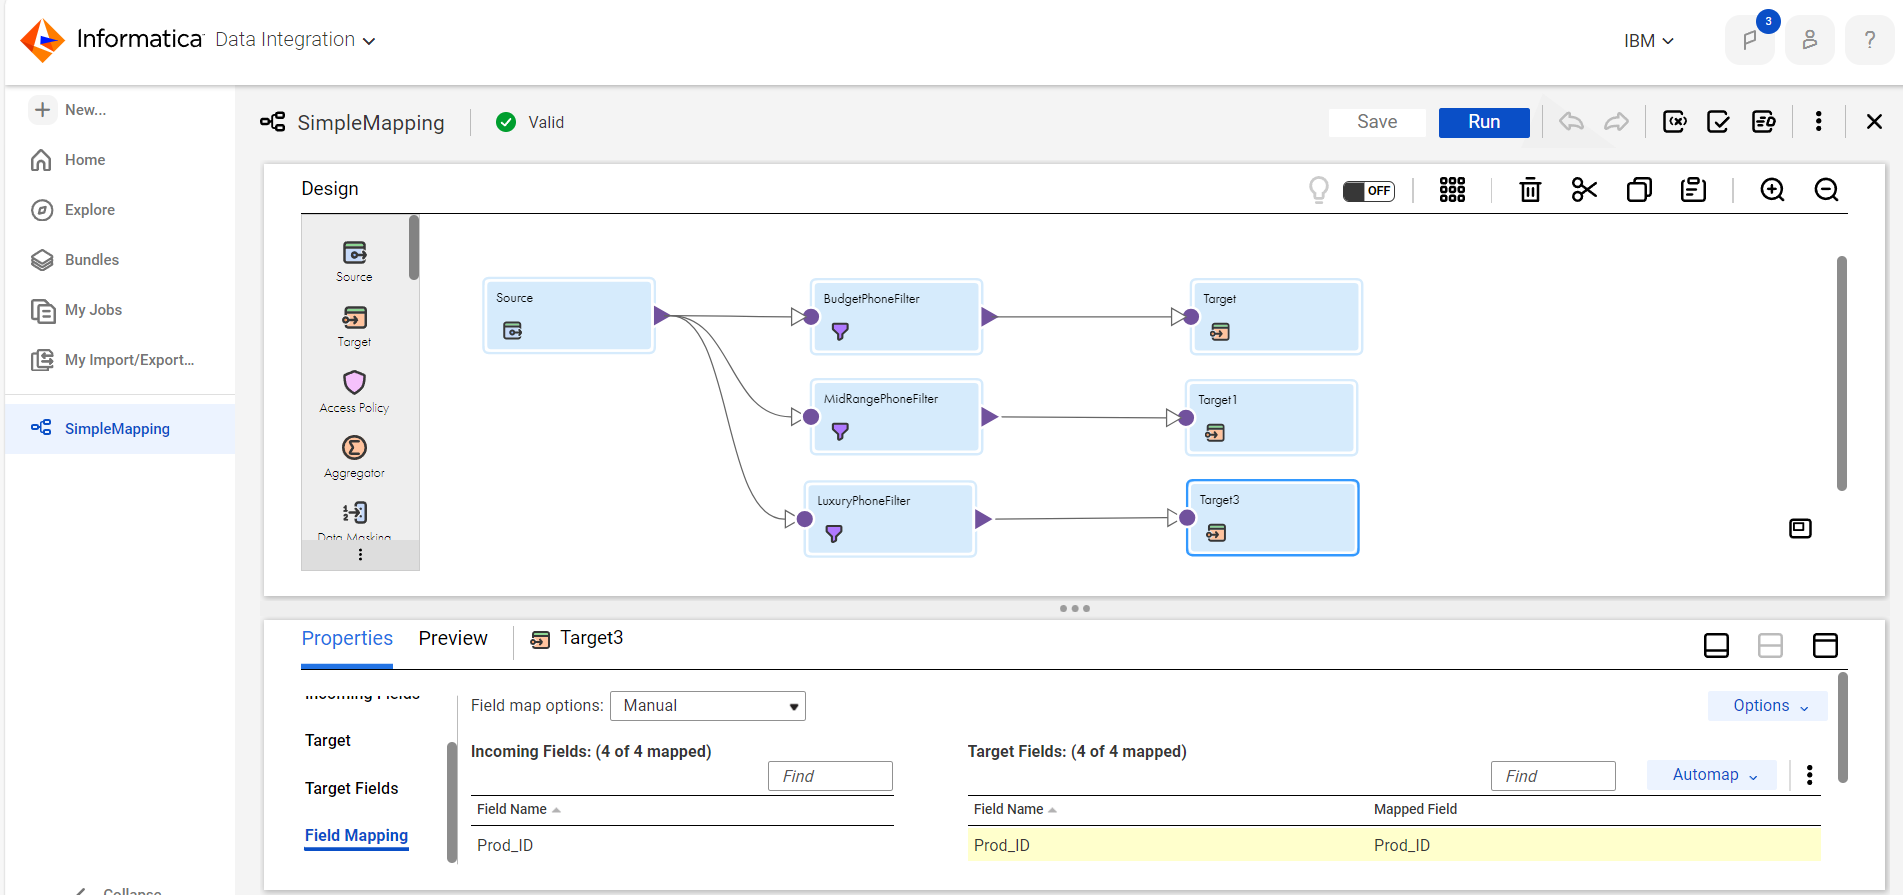 Informatica Data Integration
IBM
3
?
New...
Home
Explore
Bundles
My Jobs
My Import/Export...
SimpleMapping
Collapse
SimpleMapping
Valid
Save
Run
Design
OFF
Source
Target
Access Policy
Aggregator
Data Masking
Source
BudgetPhoneFilter
Target
MidRangePhoneFilter
Target1
LuxuryPhoneFilter
Target3
Properties
Preview
Target3
Incoming Fields
Target
Target Fields
Field Mapping
Field map options: Manual
Options
Incoming Fields: (4 of 4 mapped)
Find
Field Name
Prod_ID
Target Fields: (4 of 4 mapped)
Find
Automap
Field Name Mapped Field
Prod_ID Prod_ID